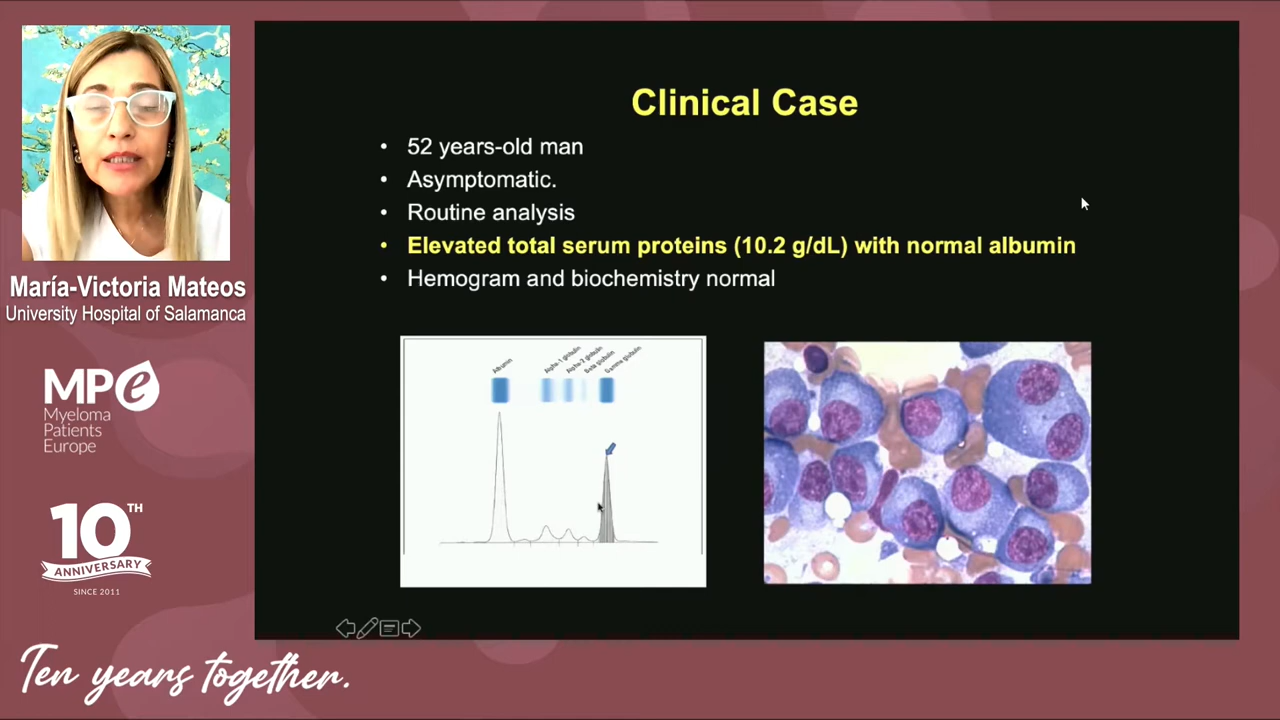 María-Victoria Mateos
University Hospital of Salamanca
MPe
Myeloma
Patients
Europe
10TH
ANNIVERSARY
SINCE 2011
Ten years together.
Clinical Case
• 52 years-old man
• Asymptomatic.
• Routine analysis
• Elevated total serum proteins (10.2 g/dL) with normal albumin
• Hemogram and biochemistry normal
Albumin
Alpha-1 globulin
Alpha-2 globulin
Beta globulin
Gamma globulin